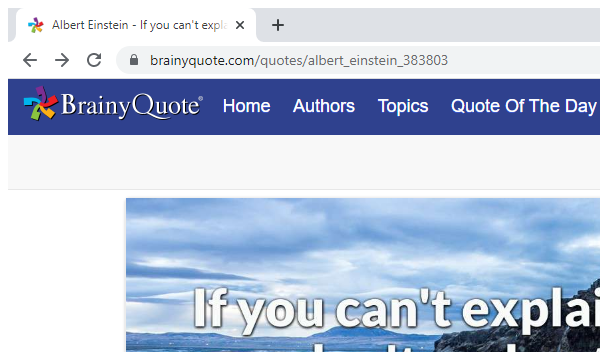 Albert Einstein - If you can't expl
brainyquote.com/quotes/albert_einstein_383803
BrainyQuote®
Home Authors Topics Quote Of The Day
If you can't explai